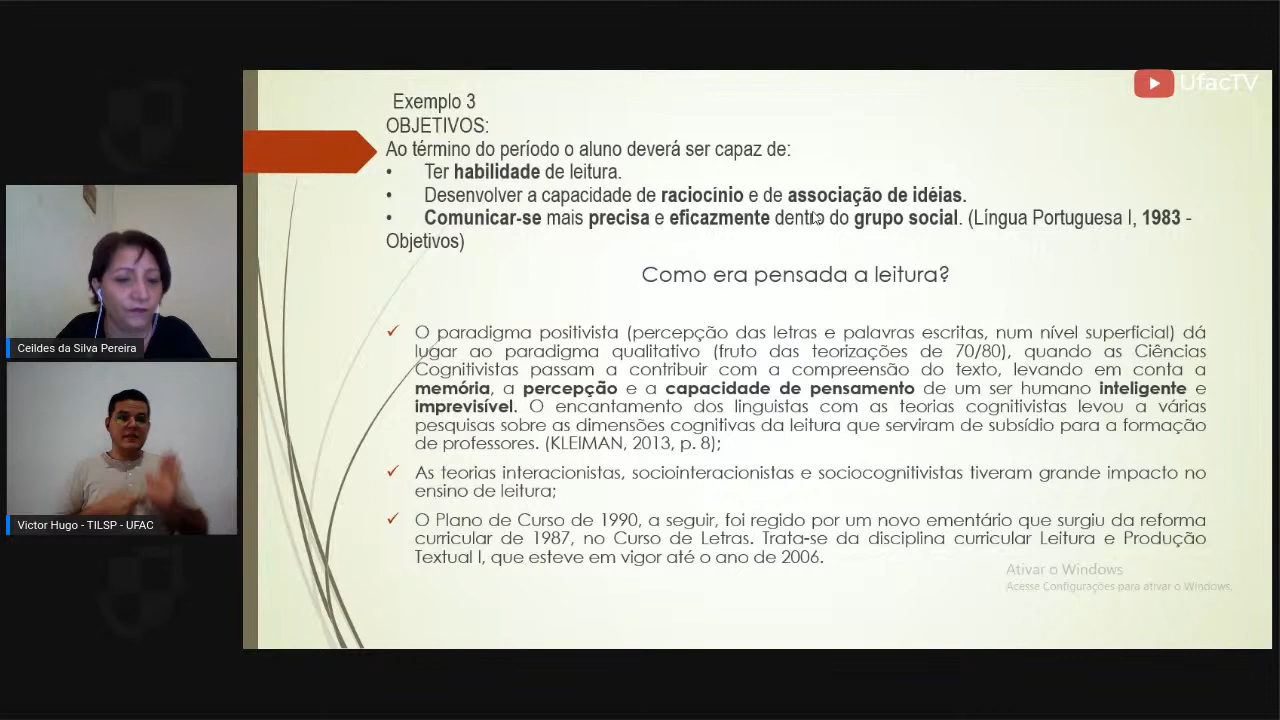 UfacTV
Exemplo 3
OBJETIVOS:
Ao término do período o aluno deverá ser capaz de:
• Ter habilidade de leitura.
• Desenvolver a capacidade de raciocínio e de associação de idéias.
• Comunicar-se mais precisa e eficazmente dentro do grupo social. (Língua Portuguesa I, 1983 -
Objetivos)
Como era pensada a leitura?
✓ O paradigma positivista (percepção das letras e palavras escritas, num nível superficial) dá
lugar ao paradigma qualitativo (fruto das teorizações de 70/80), quando as Ciências
Cognitivistas passam a contribuir com a compreensão do texto, levando em conta a
memória, a percepção e a capacidade de pensamento de um ser humano inteligente e
imprevisível. O encantamento dos linguistas com as teorias cognitivistas levou a várias
pesquisas sobre as dimensões cognitivas da leitura que serviram de subsídio para a formação
de professores. (KLEIMAN, 2013, p. 8);
✓ As teorias interacionistas, sociointeracionistas e sociocognitivistas tiveram grande impacto no
ensino de leitura;
✓ O Plano de Curso de 1990, a seguir, foi regido por um novo ementário que surgiu da reforma
curricular de 1987, no Curso de Letras. Trata-se da disciplina curricular Leitura e Produção
Textual I, que esteve em vigor até o ano de 2006.
Ativar o Windows
Acesse Configurações para ativar o Windows.
Ceildes da Silva Pereira
Victor Hugo - TILSP - UFAC